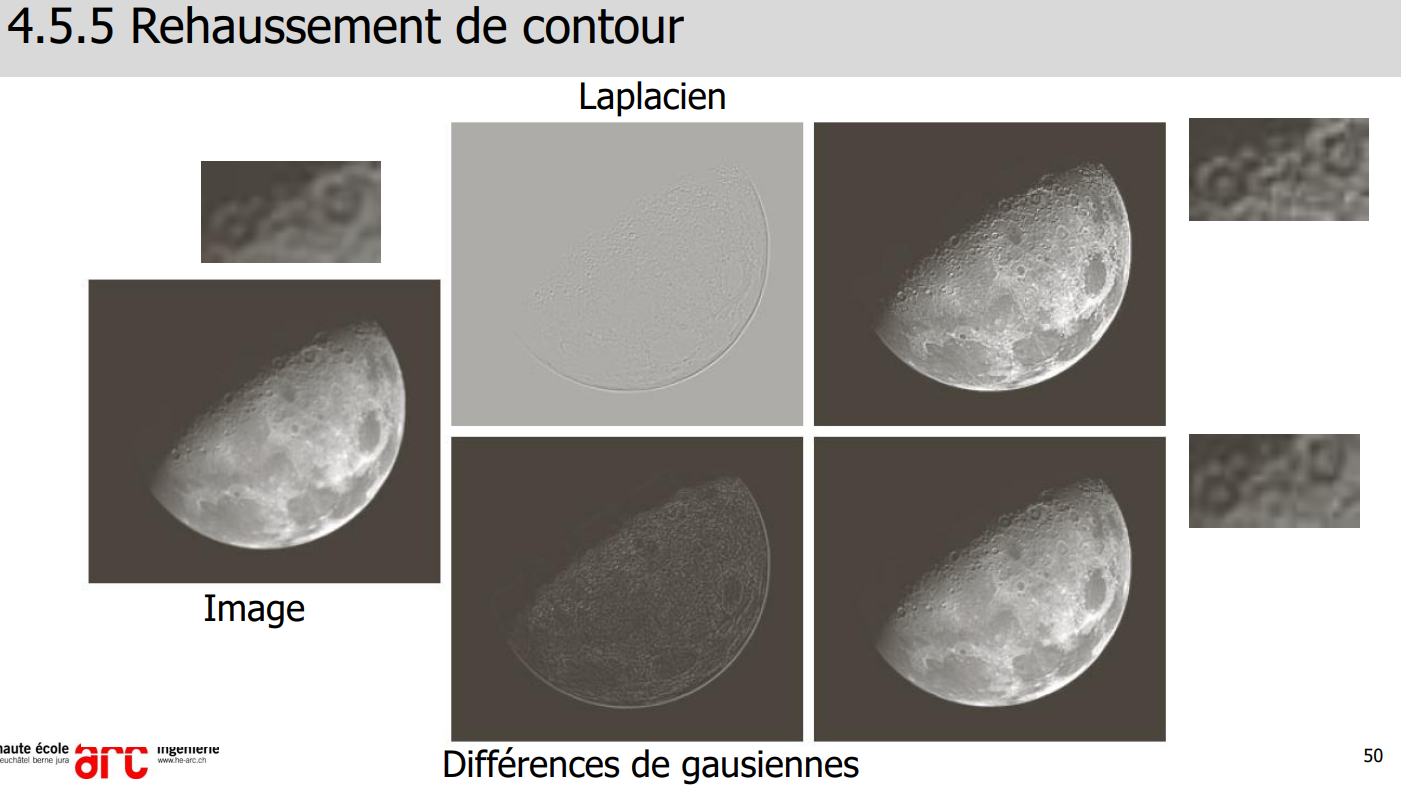 4.5.5 Rehaussement de contour
Laplacien
Image
Différences de gausiennes
haute école
euchâtel berne jura
arc
ingénierie
www.he-arc.ch
50